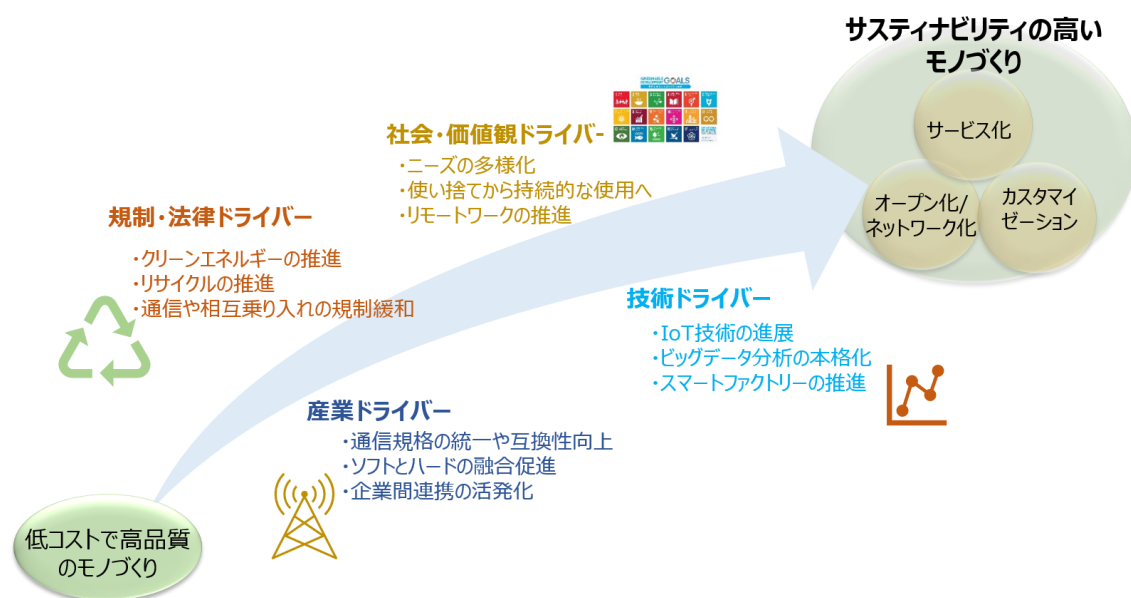 サスティナビリティの高い
モノづくり
サービス化
オープン化/
ネットワーク化
カスタマイ
ゼーション
GOALS
社会・価値観ドライバー
・ニーズの多様化
・使い捨てから持続的な使用へ
・リモートワークの推進
規制・法律ドライバー
・クリーンエネルギーの推進
・リサイクルの推進
・通信や相互乗り入れの規制緩和
技術ドライバー
・IoT技術の進展
・ビッグデータ分析の本格化
・スマートファクトリーの推進
産業ドライバー
・通信規格の統一や互換性向上
・ソフトとハードの融合促進
・企業間連携の活発化
低コストで高品質
のモノづくり